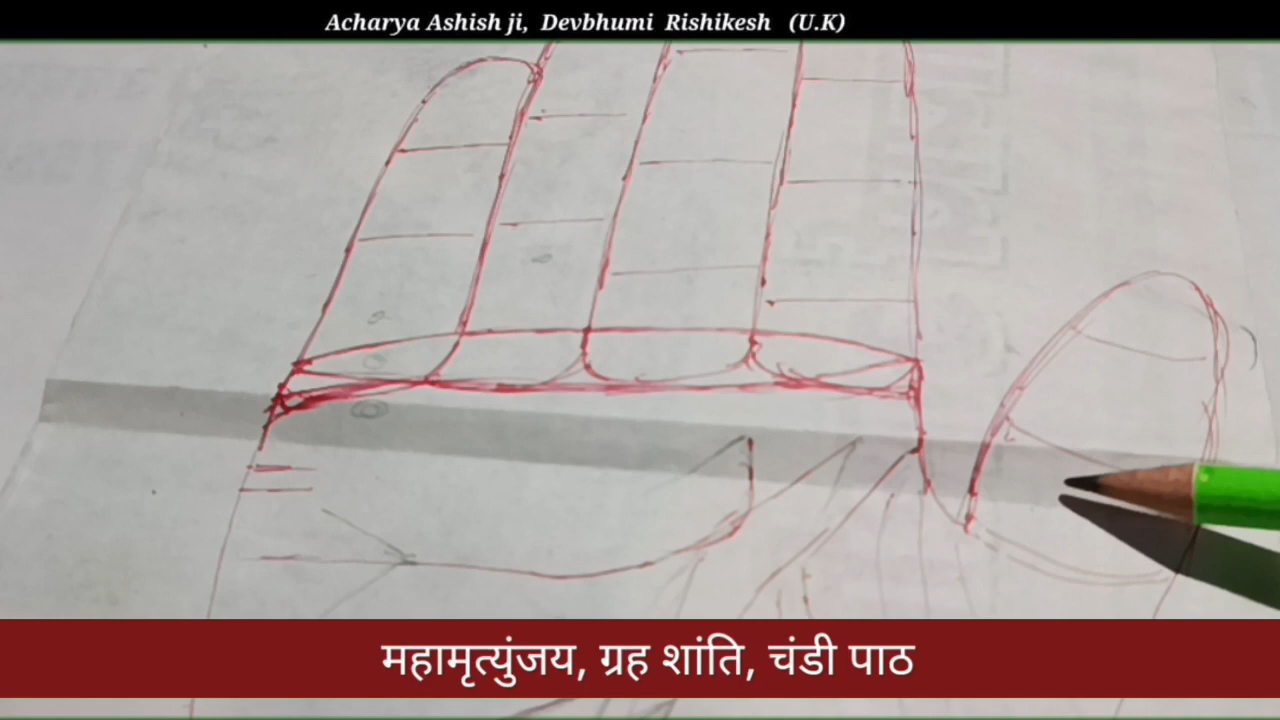 Acharya Ashish ji, Devbhumi Rishikesh (U.K)
महामृत्युंजय, ग्रह शांति, चंडी पाठ